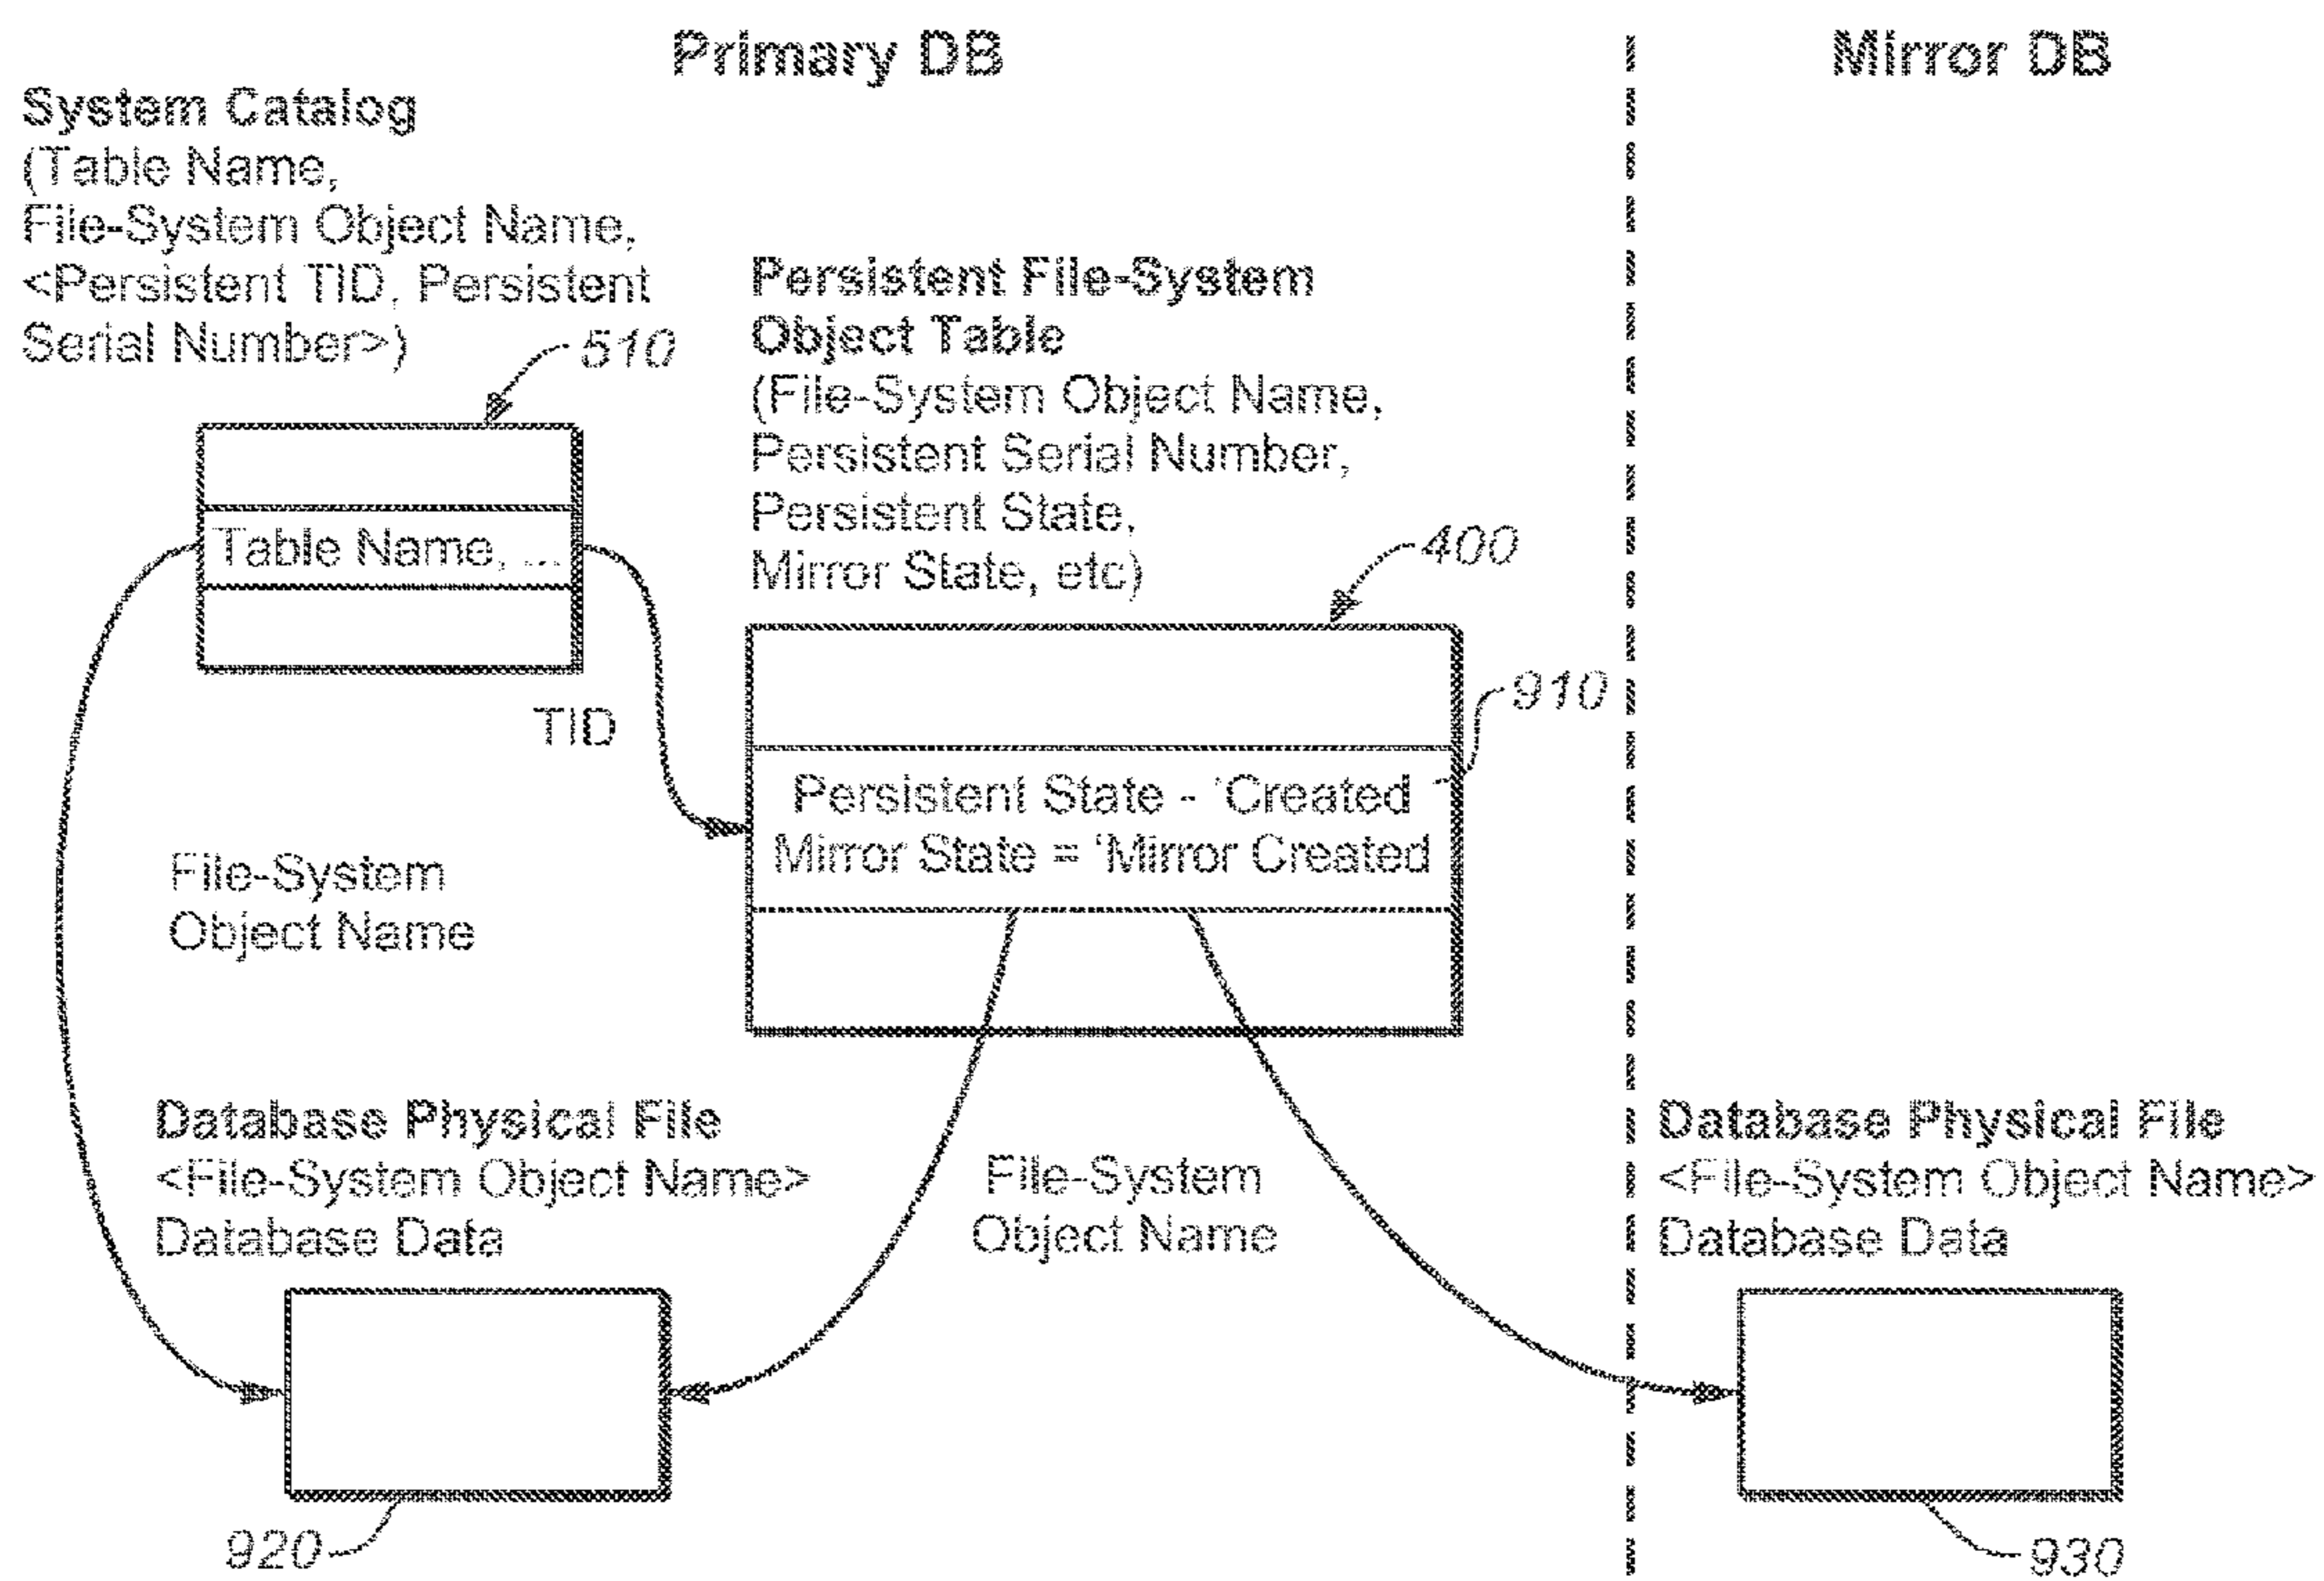 Primary DB
Mirror DB
System Catalog
(Table Name,
File-System Object Name,
<Persistent TID, Persistent
Serial Number>)
510
Table Name, ...
TID
Persistent File-System
Object Table
(File-System Object Name,
Persistent Serial Number,
Persistent State,
Mirror State, etc)
400
910
Persistent State - 'Created
Mirror State = 'Mirror Created
File-System
Object Name
Database Physical File
<File-System Object Name>
Database Data
920
File-System
Object Name
Database Physical File
<File-System Object Name>
Database Data
930